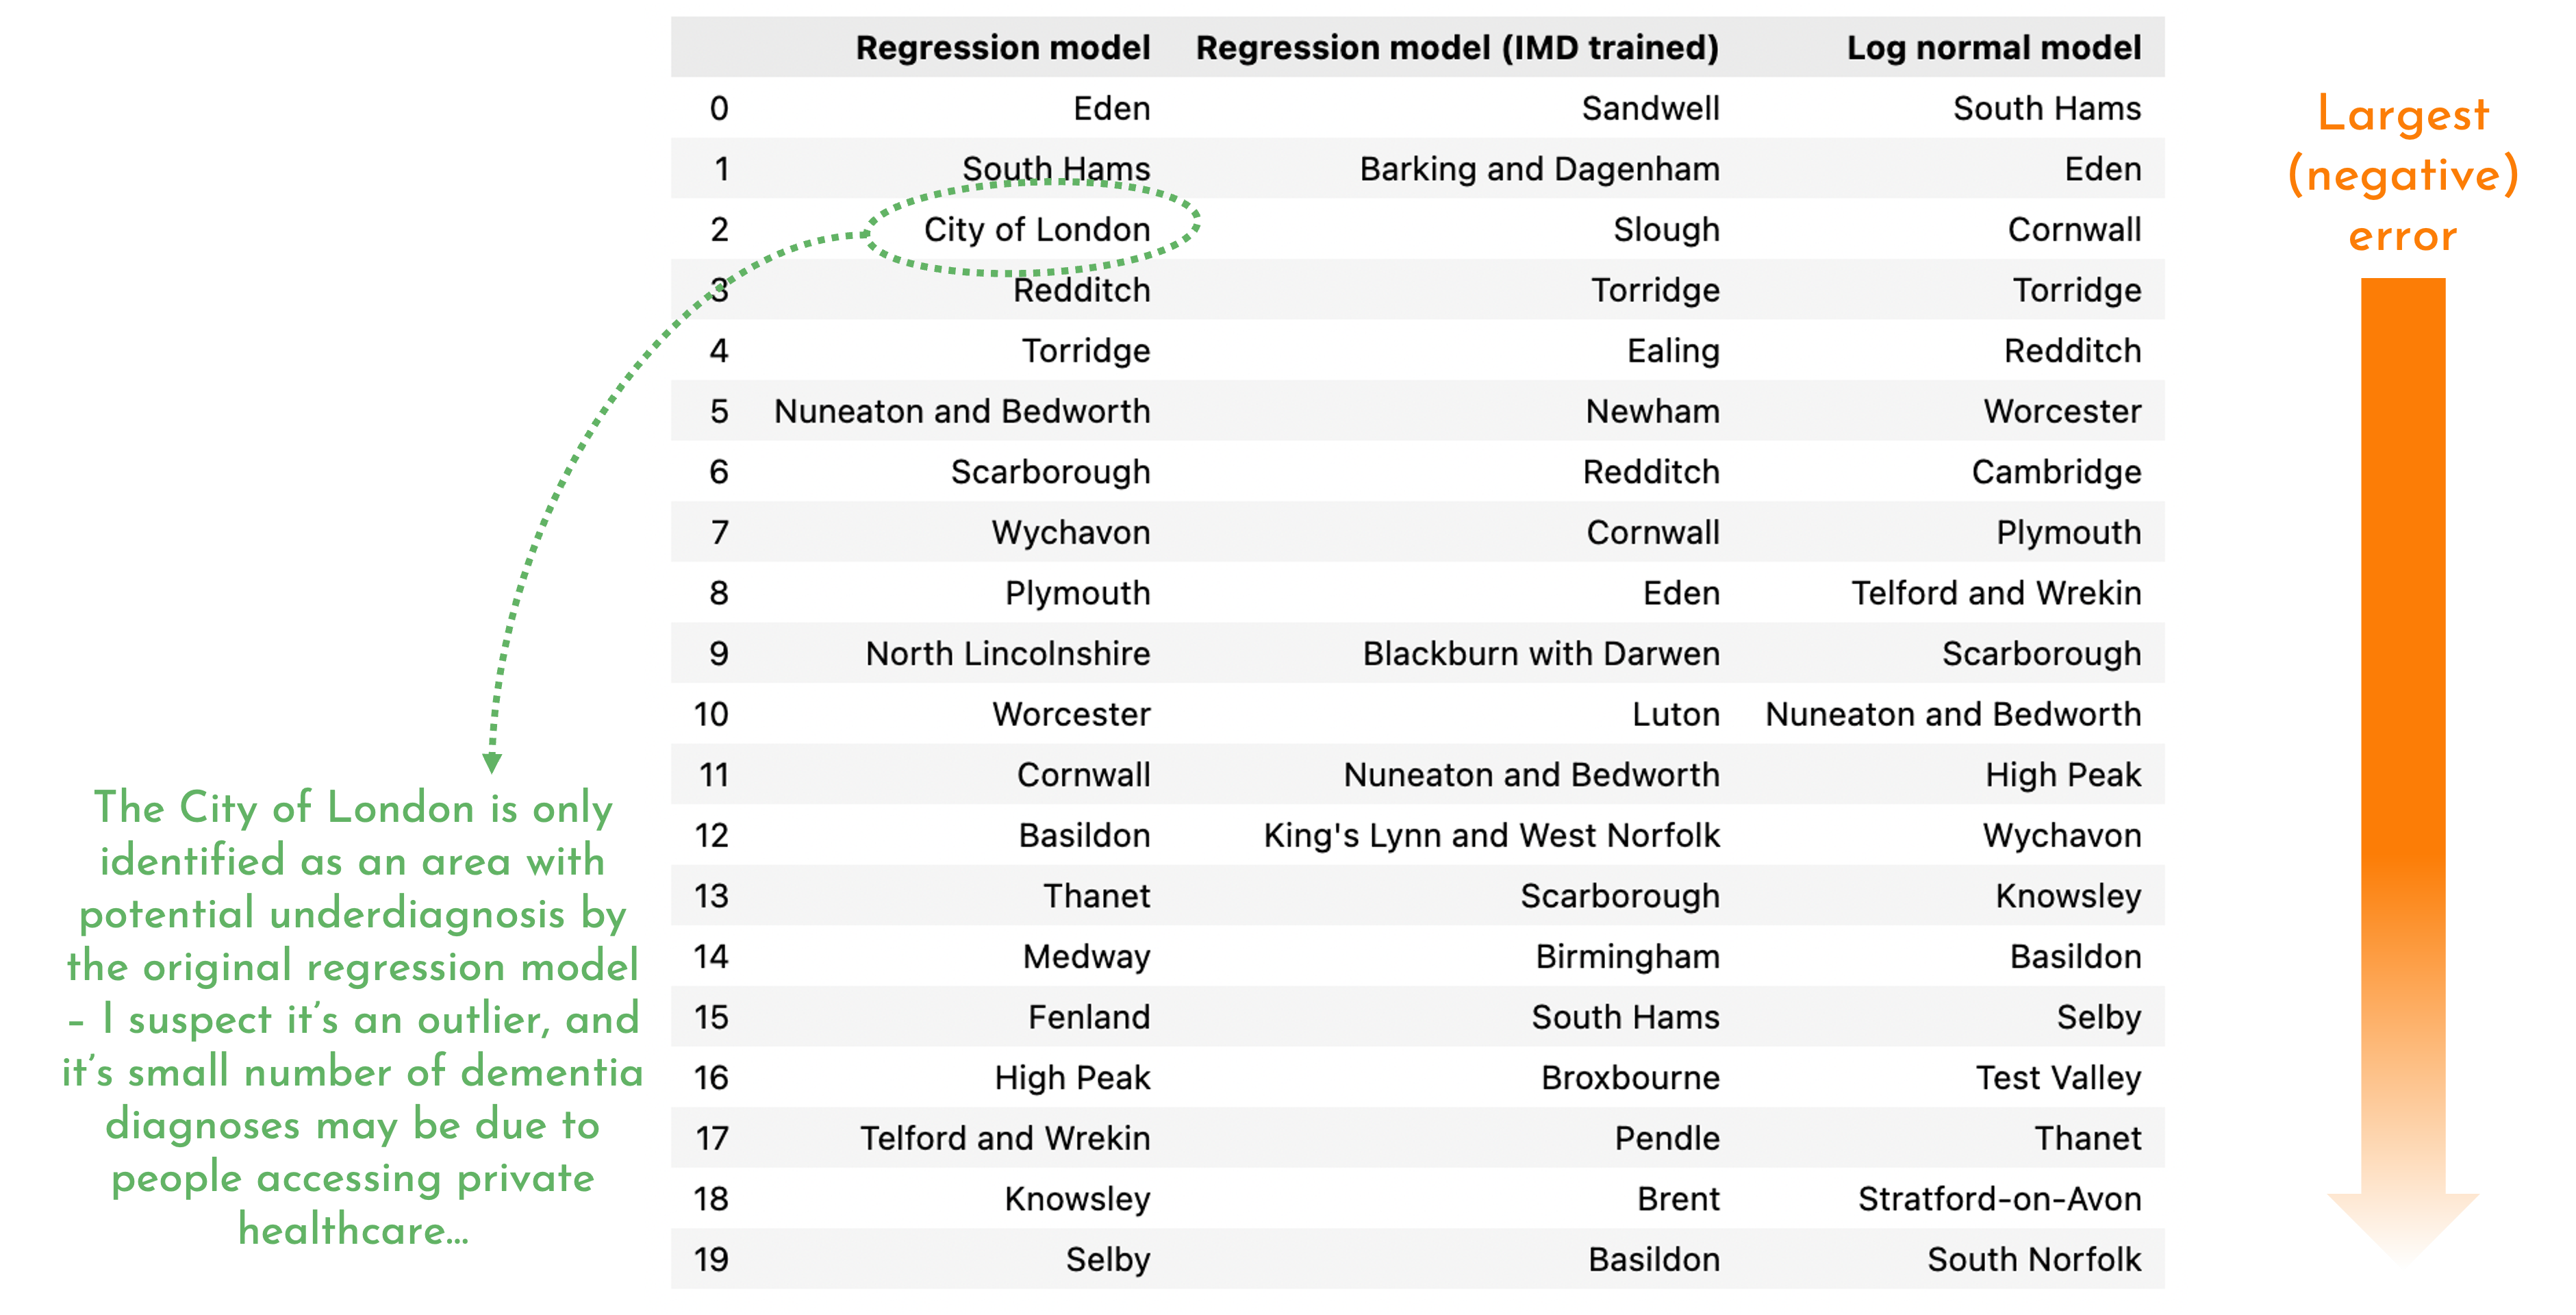 Regression model Regression model (IMD trained) Log normal model
0 Eden Sandwell South Hams
1 South Hams Barking and Dagenham Eden
2 City of London Slough Cornwall
3 Redditch Torridge Torridge
4 Torridge Ealing Redditch
5 Nuneaton and Bedworth Newham Worcester
6 Scarborough Redditch Cambridge
7 Wychavon Cornwall Plymouth
8 Plymouth Eden Telford and Wrekin
9 North Lincolnshire Blackburn with Darwen Scarborough
10 Worcester Luton Nuneaton and Bedworth
11 Cornwall Nuneaton and Bedworth High Peak
12 Basildon King's Lynn and West Norfolk Wychavon
13 Thanet Scarborough Knowsley
14 Medway Birmingham Basildon
15 Fenland South Hams Selby
16 High Peak Broxbourne Test Valley
17 Telford and Wrekin Pendle Thanet
18 Knowsley Brent Stratford-on-Avon
19 Selby Basildon South Norfolk
Largest
(negative)
error
The City of London is only
identified as an area with
potential underdiagnosis by
the original regression model
– I suspect it’s an outlier, and
it’s small number of dementia
diagnoses may be due to
people accessing private
healthcare...